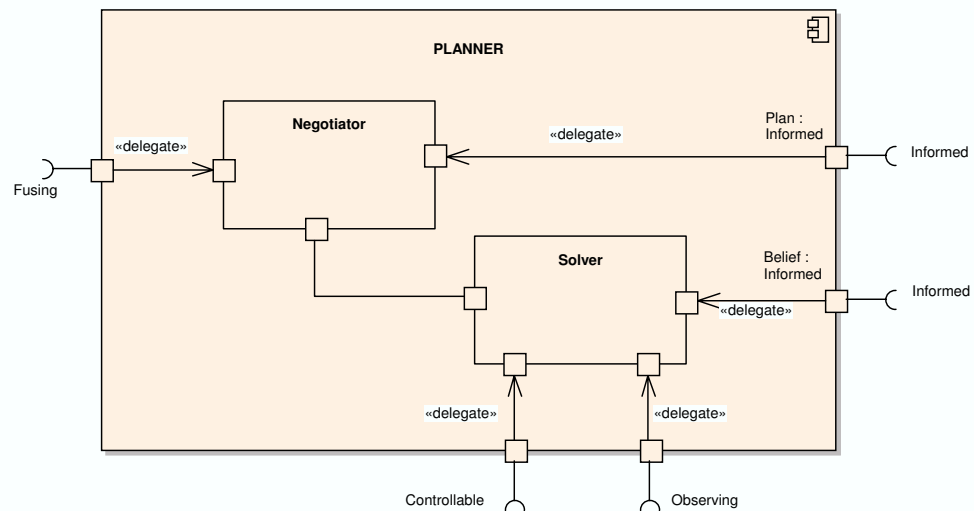 PLANNER
Negotiator
«delegate»
«delegate»
Plan :
Informed
Informed
Fusing
Solver
Belief :
Informed
Informed
«delegate»
«delegate»
«delegate»
Controllable
Observing